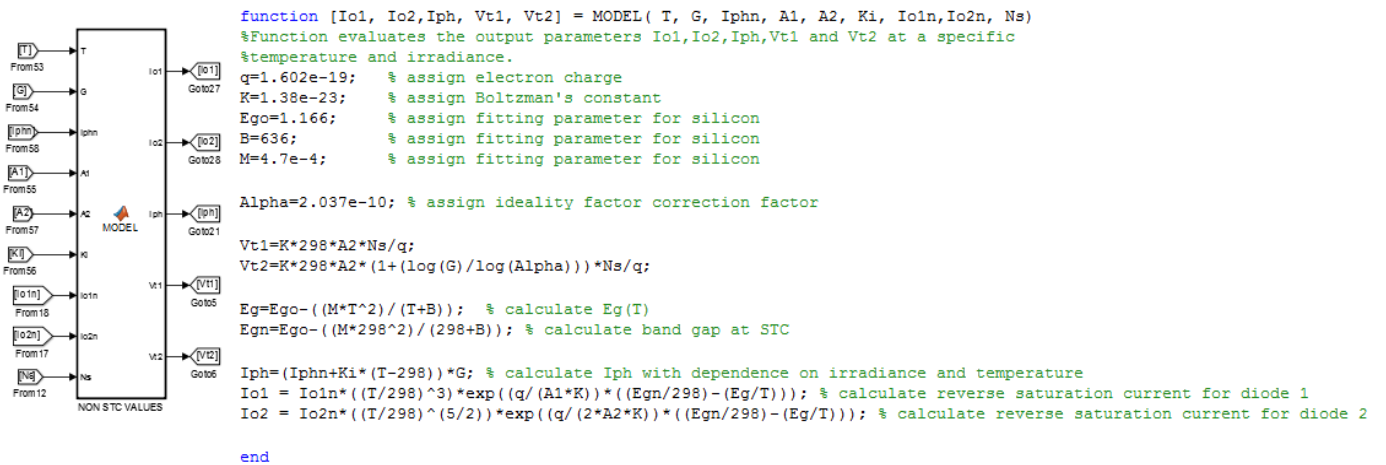 [T]
From53
[G]
From54
[Iphn]
From58
[A1]
From55
[A2]
From57
[Ki]
From56
[Io1n]
From18
[Io2n]
From17
[Ns]
From12
T
G
Iphn
A1
A2
Ki
Io1n
Io2n
Ns
MODEL
Io1
Io2
Iph
Vt1
Vt2
NON STC VALUES
[Io1]
Goto27
[Io2]
Goto28
[Iph]
Goto21
[Vt1]
Goto5
[Vt2]
Goto6
function [Io1, Io2,Iph, Vt1, Vt2] = MODEL( T, G, Iphn, A1, A2, Ki, Io1n,Io2n, Ns)
%Function evaluates the output parameters Io1,Io2,Iph,Vt1 and Vt2 at a specific
%temperature and irradiance.
q=1.602e-19; % assign electron charge
K=1.38e-23; % assign Boltzman's constant
Ego=1.166; % assign fitting parameter for silicon
B=636; % assign fitting parameter for silicon
M=4.7e-4; % assign fitting parameter for silicon
Alpha=2.037e-10; % assign ideality factor correction factor
Vt1=K*298*A2*Ns/q;
Vt2=K*298*A2*(1+(log(G)/log(Alpha)))*Ns/q;
Eg=Ego-((M*T^2)/(T+B)); % calculate Eg(T)
Egn=Ego-((M*298^2)/(298+B)); % calculate band gap at STC
Iph=(Iphn+Ki*(T-298))*G; % calculate Iph with dependence on irradiance and temperature
Io1 = Io1n*((T/298)^3)*exp((q/(A1*K))*((Egn/298)-(Eg/T))); % calculate reverse saturation current for diode 1
Io2 = Io2n*((T/298)^(5/2))*exp((q/(2*A2*K))*((Egn/298)-(Eg/T))); % calculate reverse saturation current for diode 2
end